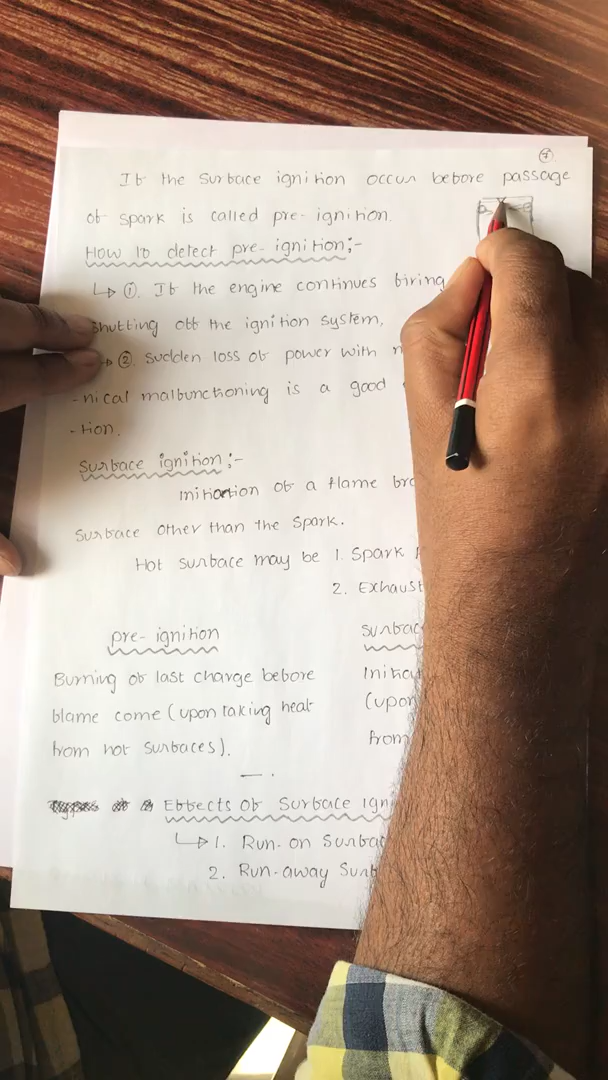 7
If the surface ignition occur before passage
of spark is called pre-ignition.
How to detect pre-ignition:-
↳ ①. If the engine continues firing
shutting off the ignition system,
② Sudden loss of power with
-nical malfunctioning is a good
-tion.
Surface ignition:-
Initiation of a flame
surface other than the spark.
Hot surface may be 1. Spark
2. Exhaust
pre-ignition
Burning of last charge before
flame come (upon taking heat
from hot surfaces).
—.
(upon
from
Effects of Surface
↳ 1. Run-on
2. Run-away